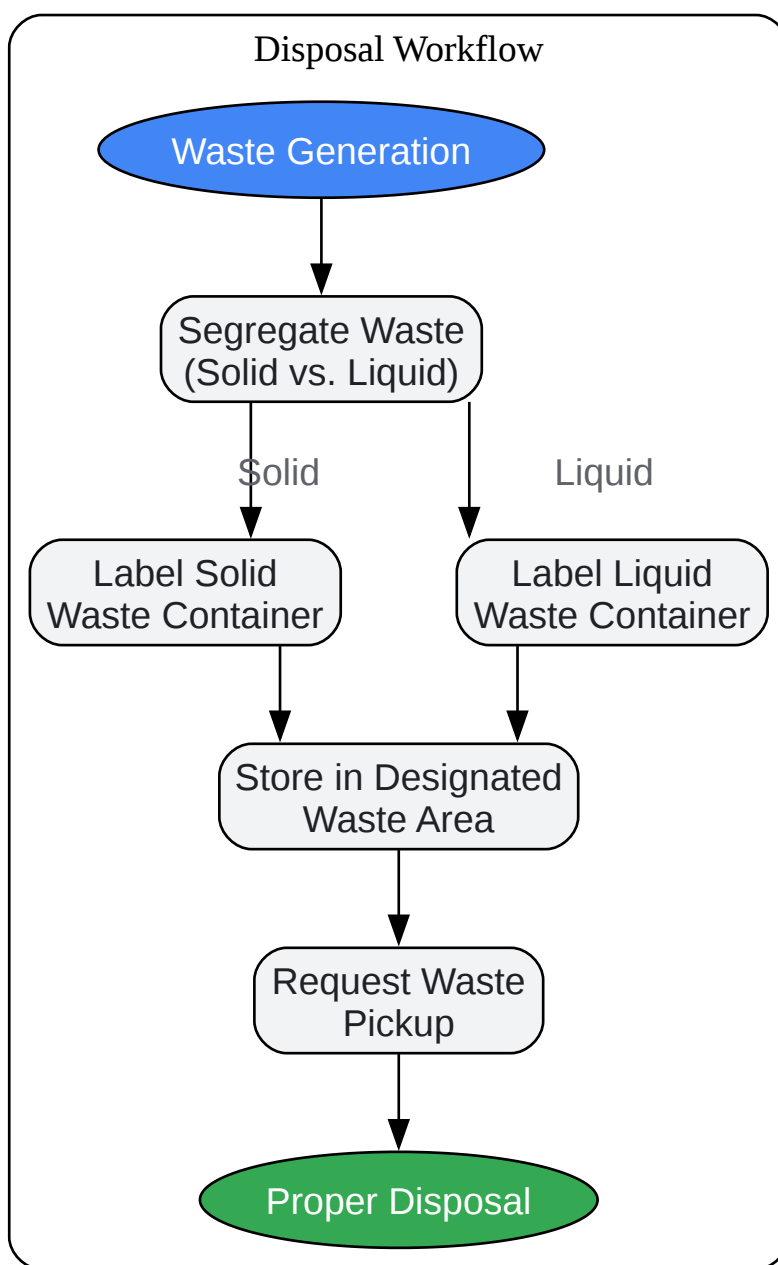 Disposal Workflow
Waste Generation
Segregate Waste
(Solid vs. Liquid)
Solid
Liquid
Label Solid
Waste Container
Label Liquid
Waste Container
Store in Designated
Waste Area
Request Waste
Pickup
Proper Disposal